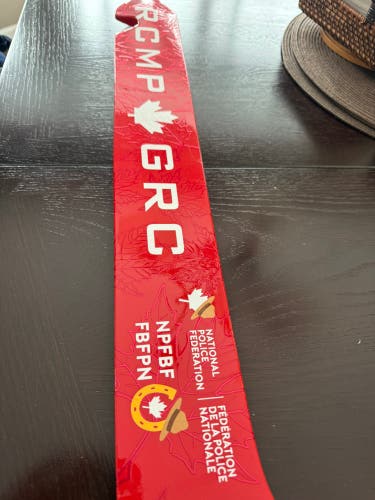 RCMP GRC
NATIONAL
POLICE
FEDERATION
FÉDÉRATION
DE LA POLICE
NATIONALE
NPFBF
FBFPN